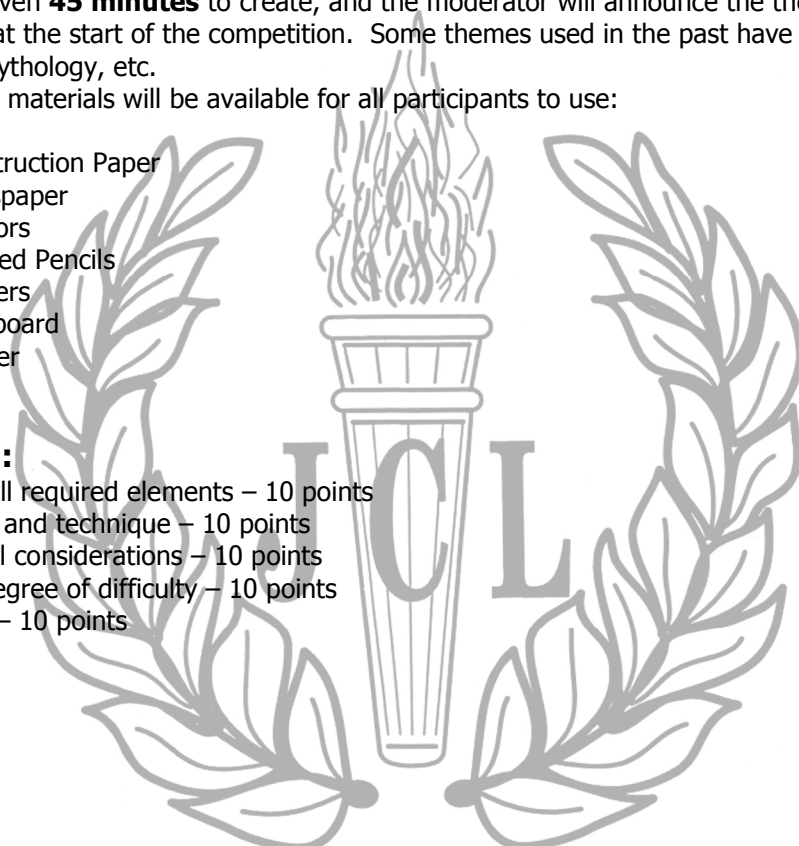 ven 45 minutes to create, and the moderator will announce the the
at the start of the competition. Some themes used in the past have
ythology, etc.
materials will be available for all participants to use:
truction Paper
spaper
ors
ed Pencils
ers
board
er
:
ll required elements – 10 points
and technique – 10 points
l considerations – 10 points
egree of difficulty – 10 points
– 10 points
J C L